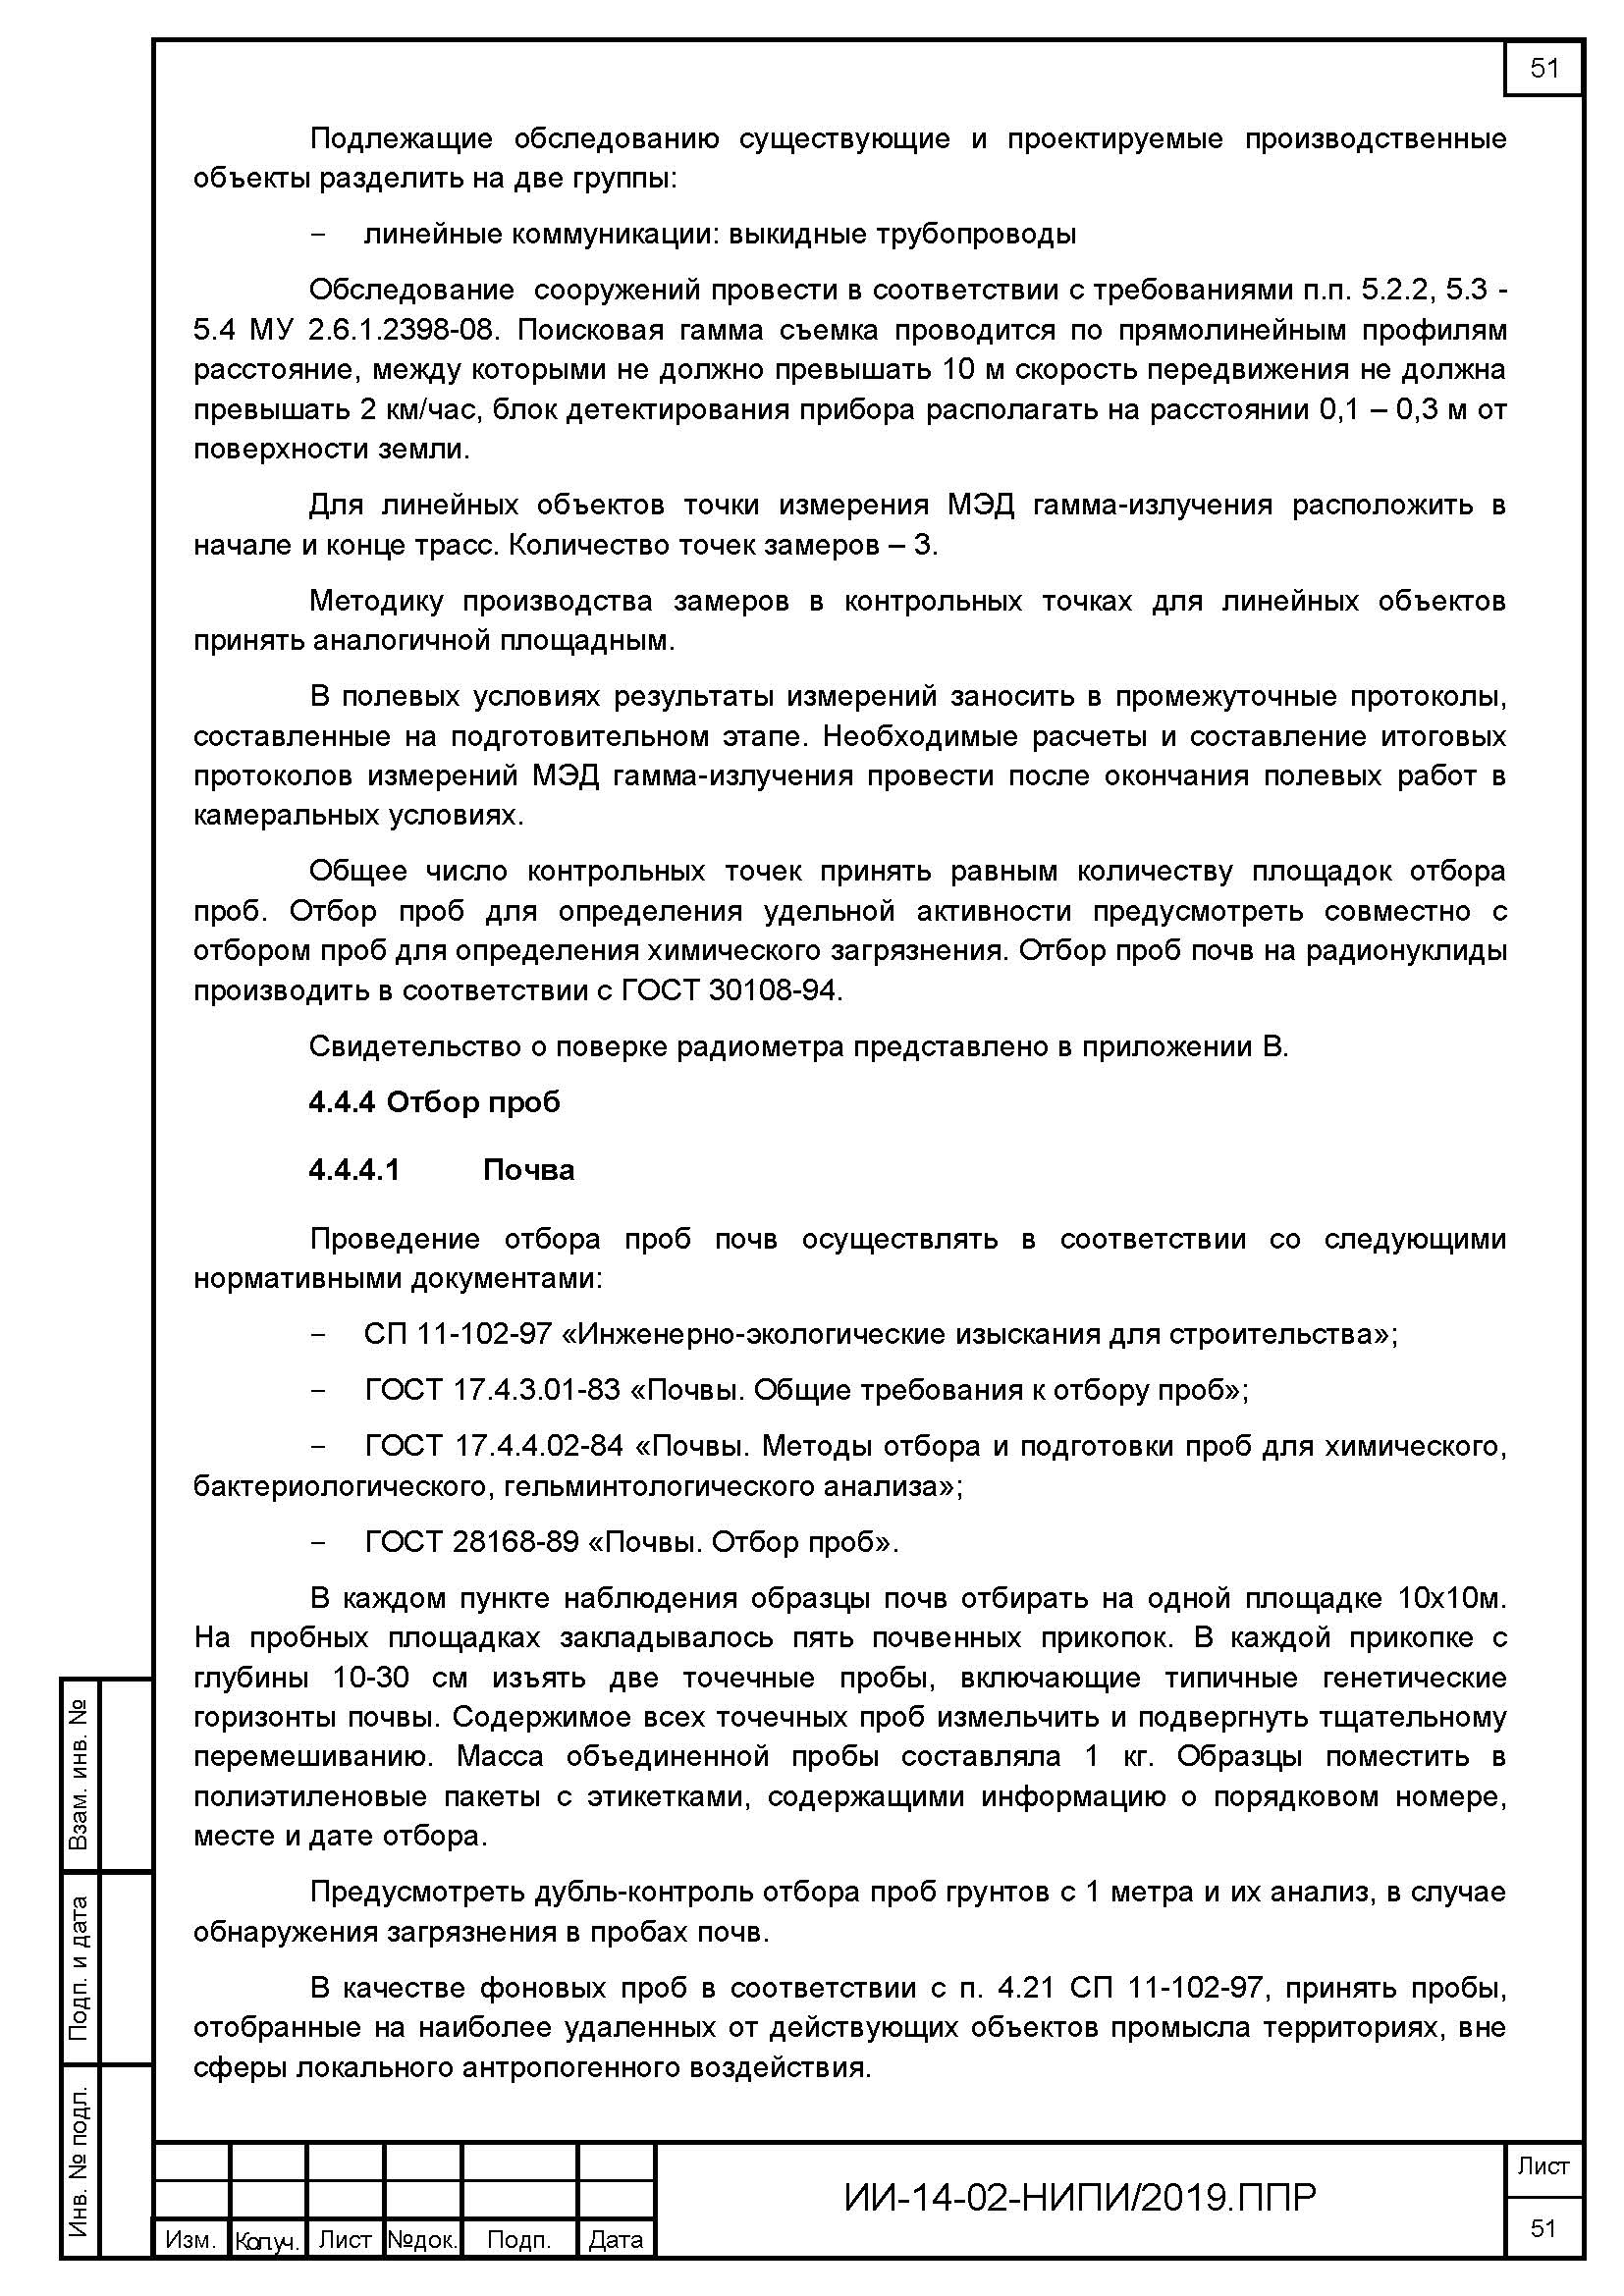 51
Подлежащие обследованию существующие и проектируемые производственные
объекты разделить на две группы:
– линейные коммуникации: выкидные трубопроводы
Обследование сооружений провести в соответствии с требованиями п.п. 5.2.2, 5.3 -
5.4 МУ 2.6.1.2398-08. Поисковая гамма съемка проводится по прямолинейным профилям
расстояние, между которыми не должно превышать 10 м скорость передвижения не должна
превышать 2 км/час, блок детектирования прибора располагать на расстоянии 0,1 – 0,3 м от
поверхности земли.
Для линейных объектов точки измерения МЭД гамма-излучения расположить в
начале и конце трасс. Количество точек замеров – 3.
Методику производства замеров в контрольных точках для линейных объектов
принять аналогичной площадным.
В полевых условиях результаты измерений заносить в промежуточные протоколы,
составленные на подготовительном этапе. Необходимые расчеты и составление итоговых
протоколов измерений МЭД гамма-излучения провести после окончания полевых работ в
камеральных условиях.
Общее число контрольных точек принять равным количеству площадок отбора
проб. Отбор проб для определения удельной активности предусмотреть совместно с
отбором проб для определения химического загрязнения. Отбор проб почв на радионуклиды
производить в соответствии с ГОСТ 30108-94.
Свидетельство о поверке радиометра представлено в приложении В.
4.4.4 Отбор проб
4.4.4.1 Почва
Проведение отбора проб почв осуществлять в соответствии со следующими
нормативными документами:
– СП 11-102-97 «Инженерно-экологические изыскания для строительства»;
– ГОСТ 17.4.3.01-83 «Почвы. Общие требования к отбору проб»;
– ГОСТ 17.4.4.02-84 «Почвы. Методы отбора и подготовки проб для химического,
бактериологического, гельминтологического анализа»;
– ГОСТ 28168-89 «Почвы. Отбор проб».
В каждом пункте наблюдения образцы почв отбирать на одной площадке 10х10м.
На пробных площадках закладывалось пять почвенных прикопок. В каждой прикопке с
глубины 10-30 см изъять две точечные пробы, включающие типичные генетические
горизонты почвы. Содержимое всех точечных проб измельчить и подвергнуть тщательному
перемешиванию. Масса объединенной пробы составляла 1 кг. Образцы поместить в
полиэтиленовые пакеты с этикетками, содержащими информацию о порядковом номере,
месте и дате отбора.
Предусмотреть дубль-контроль отбора проб грунтов с 1 метра и их анализ, в случае
обнаружения загрязнения в пробах почв.
В качестве фоновых проб в соответствии с п. 4.21 СП 11-102-97, принять пробы,
отобранные на наиболее удаленных от действующих объектов промысла территориях, вне
сферы локального антропогенного воздействия.
Взам. инв. №
Подп. и дата
Инв. № подл.
Изм. Кол.уч. Лист №док. Подп. Дата
ИИ-14-02-НИПИ/2019.ППР
Лист
51